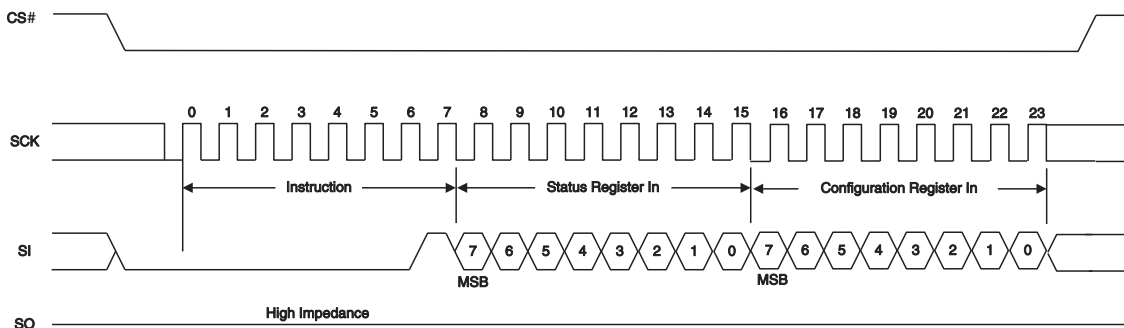 CS#
0 1 2 3 4 5 6 7 8 9 10 11 12 13 14 15 16 17 18 19 20 21 22 23
SCK
Instruction Status Register In Configuration Register In
SI 7 6 5 4 3 2 1 0 7 6 5 4 3 2 1 0
MSB MSB
High Impedance
SO